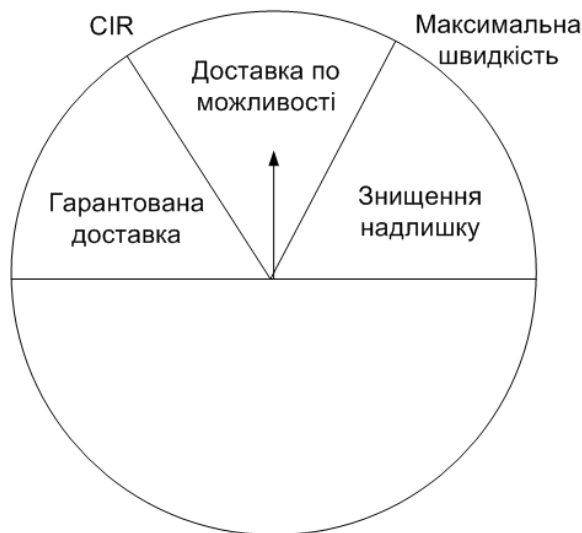 CIR
Максимальна
швидкість
Доставка по
можливості
Гарантована
доставка
Знищення
надлишку